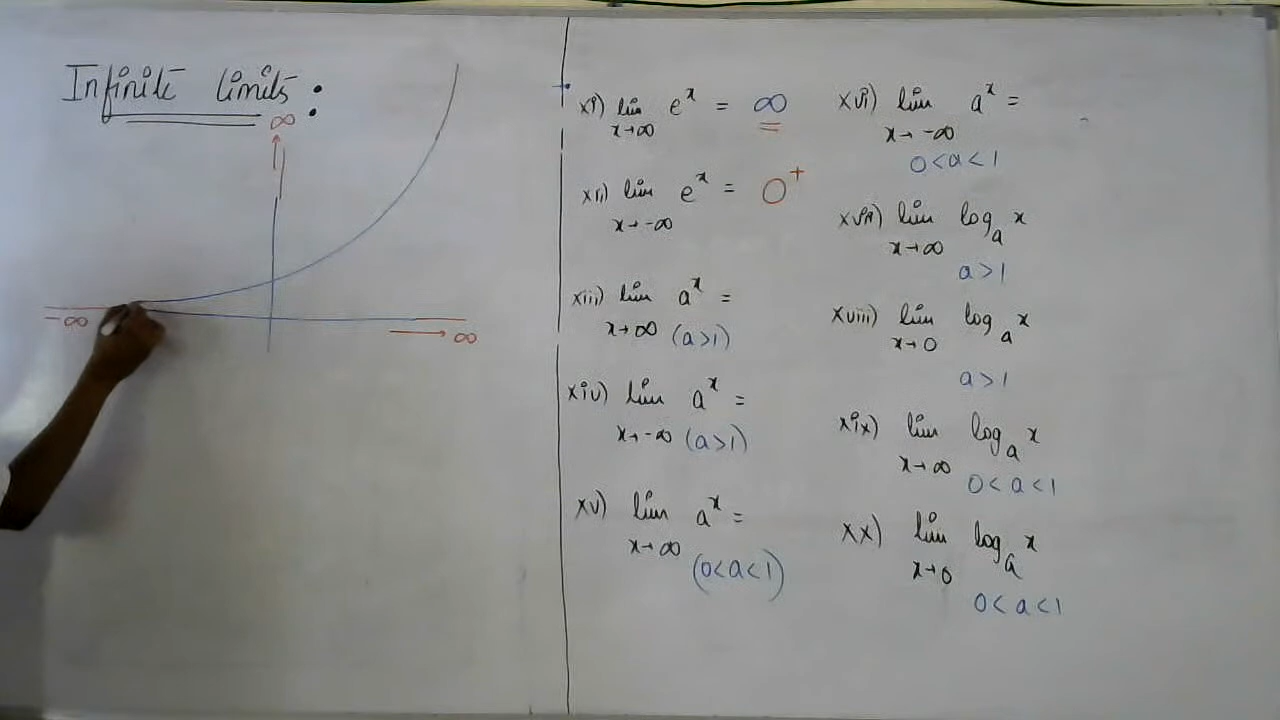 Infinite limits :
∞
-∞
∞
xi) lim e^x = ∞
x→∞
xii) lim e^x = 0^+
x→-∞
xiii) lim a^x =
x→∞ (a>1)
xiv) lim a^x =
x→-∞ (a>1)
xv) lim a^x =
x→∞
(0<a<1)
xvi) lim a^x =
x→-∞
0<a<1
xvii) lim log_a x
x→∞
a>1
xviii) lim log_a x
x→0
a>1
xix) lim log_a x
x→∞
0<a<1
xx) lim log_a x
x→0
0<a<1